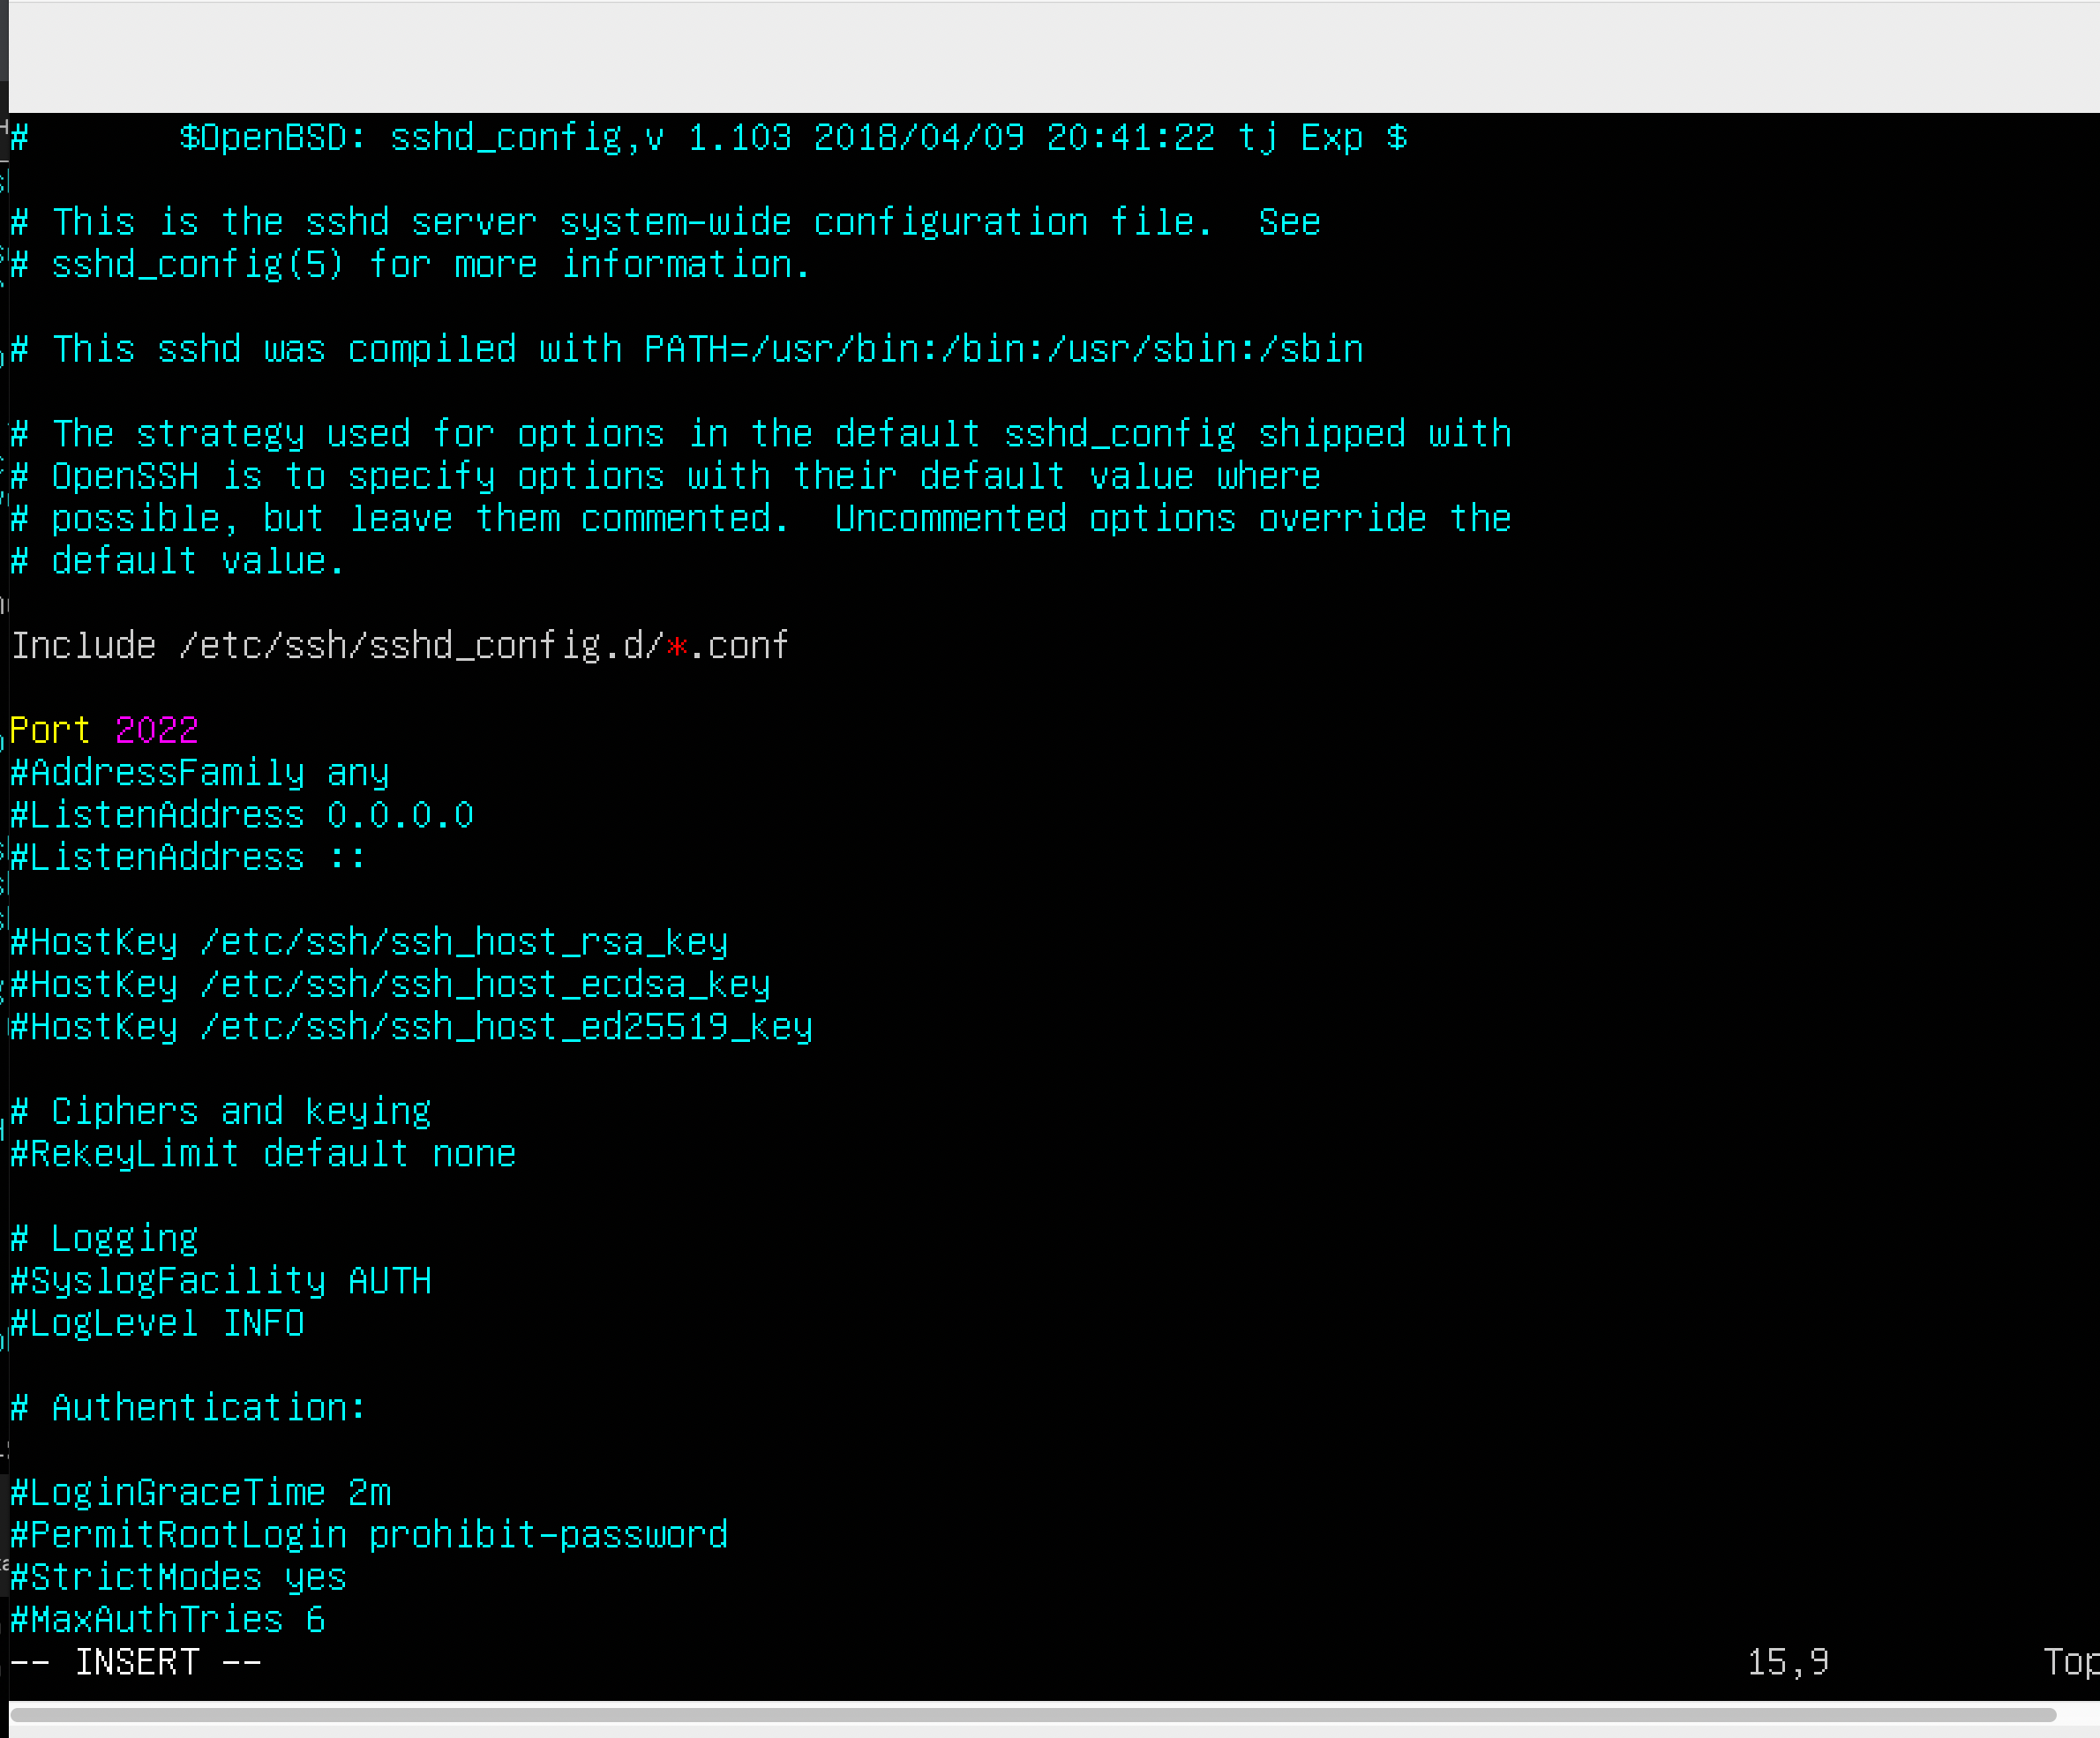 #       $OpenBSD: sshd_config,v 1.103 2018/04/09 20:41:22 tj Exp $
# This is the sshd server system-wide configuration file.  See
# sshd_config(5) for more information.
# This sshd was compiled with PATH=/usr/bin:/bin:/usr/sbin:/sbin
# The strategy used for options in the default sshd_config shipped with
# OpenSSH is to specify options with their default value where
# possible, but leave them commented.  Uncommented options override the
# default value.
Include /etc/ssh/sshd_config.d/*.conf
Port 2022
#AddressFamily any
#ListenAddress 0.0.0.0
#ListenAddress ::
#HostKey /etc/ssh/ssh_host_rsa_key
#HostKey /etc/ssh/ssh_host_ecdsa_key
#HostKey /etc/ssh/ssh_host_ed25519_key
# Ciphers and keying
#RekeyLimit default none
# Logging
#SyslogFacility AUTH
#LogLevel INFO
# Authentication:
#LoginGraceTime 2m
#PermitRootLogin prohibit-password
#StrictModes yes
#MaxAuthTries 6
-- INSERT --                15,9          Top